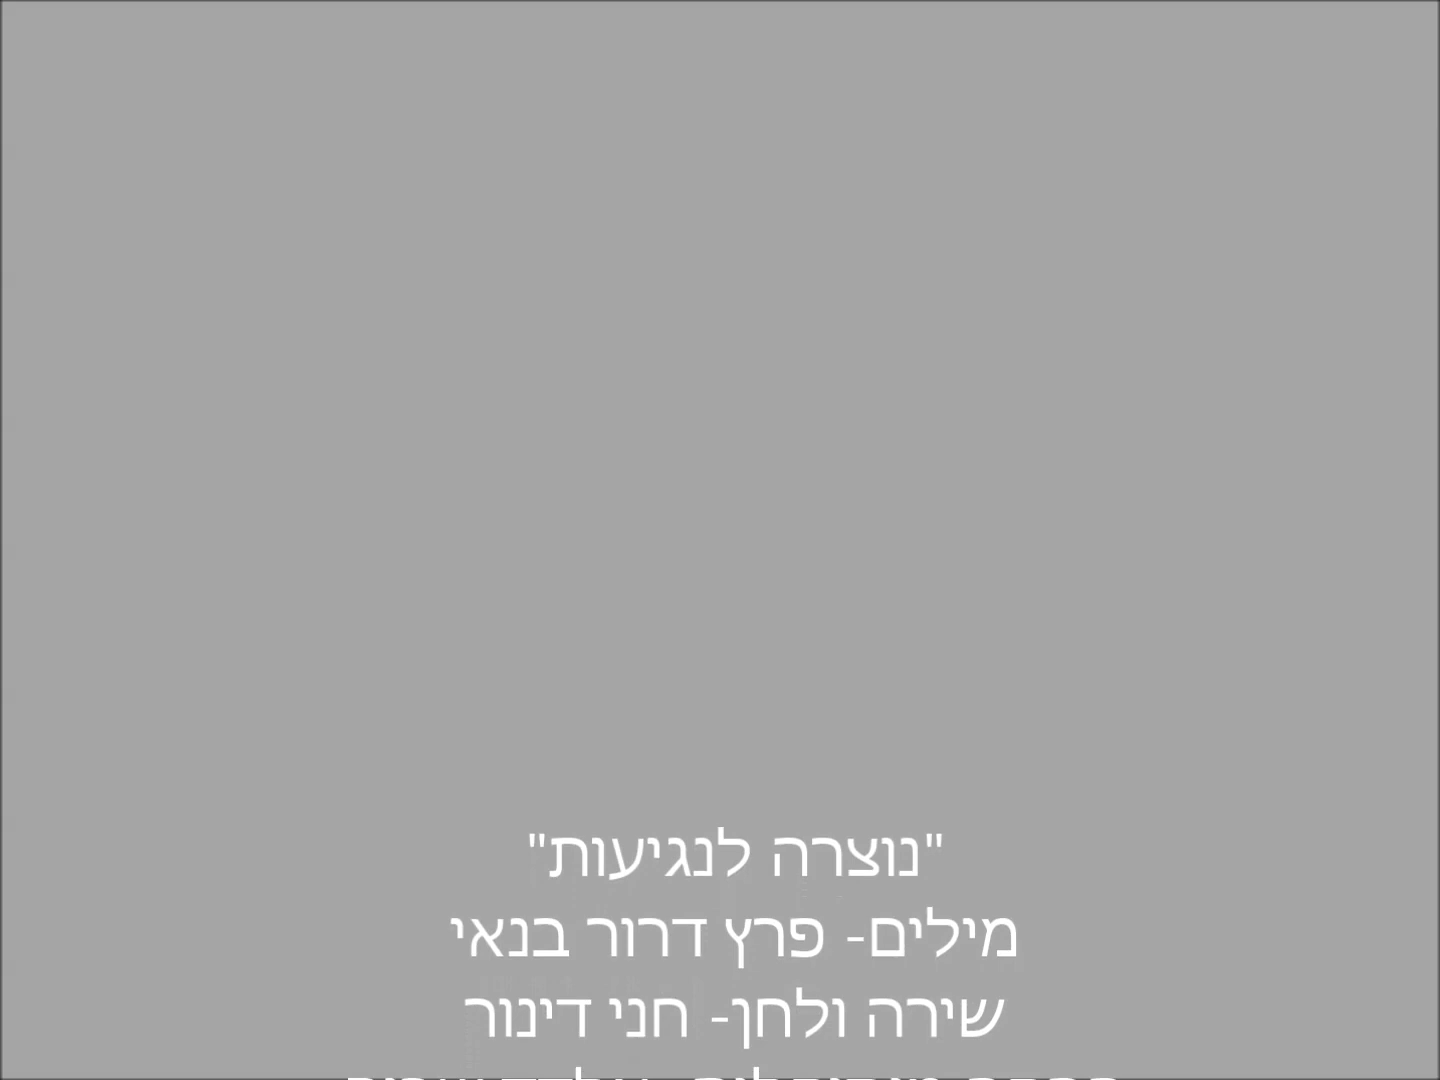 "נוצרה לנגיעות"
מילים- פרץ דרור בנאי
שירה ולחן- חני דינור